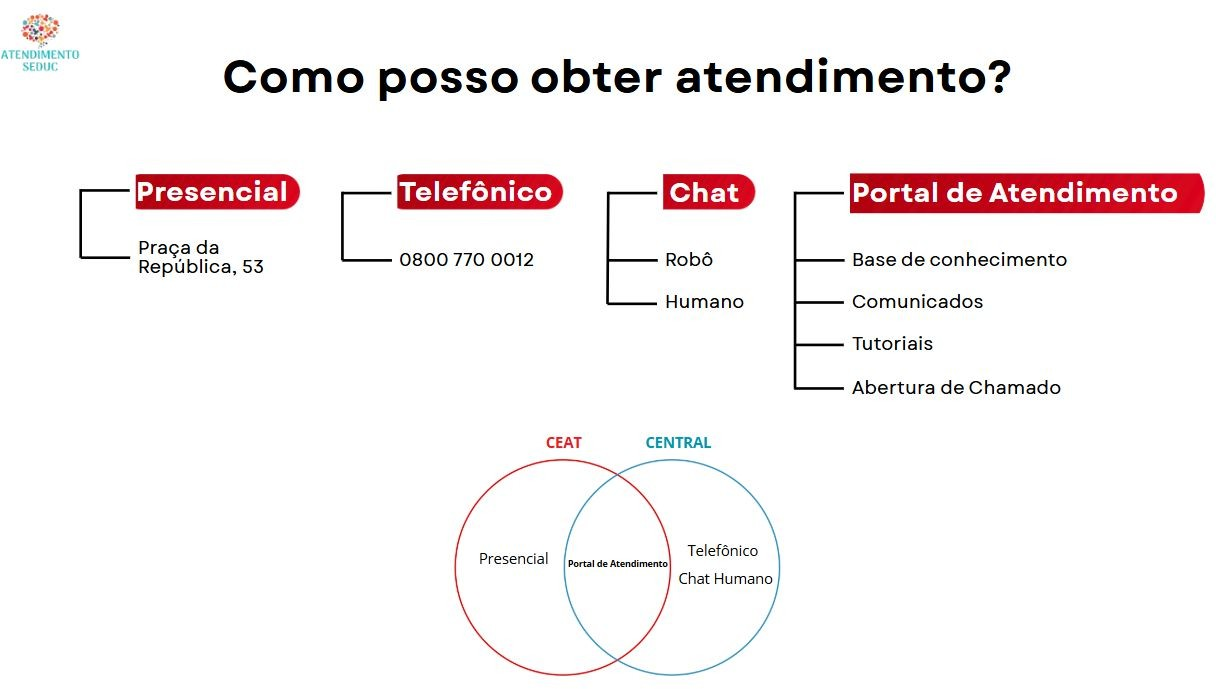 ATENDIMENTO
SEDUC
Como posso obter atendimento?
Presencial
Praça da
República, 53
Telefônico
0800 770 0012
Chat
Robô
Humano
Portal de Atendimento
Base de conhecimento
Comunicados
Tutoriais
Abertura de Chamado
CEAT
CENTRAL
Presencial
Portal de Atendimento
Telefônico
Chat Humano